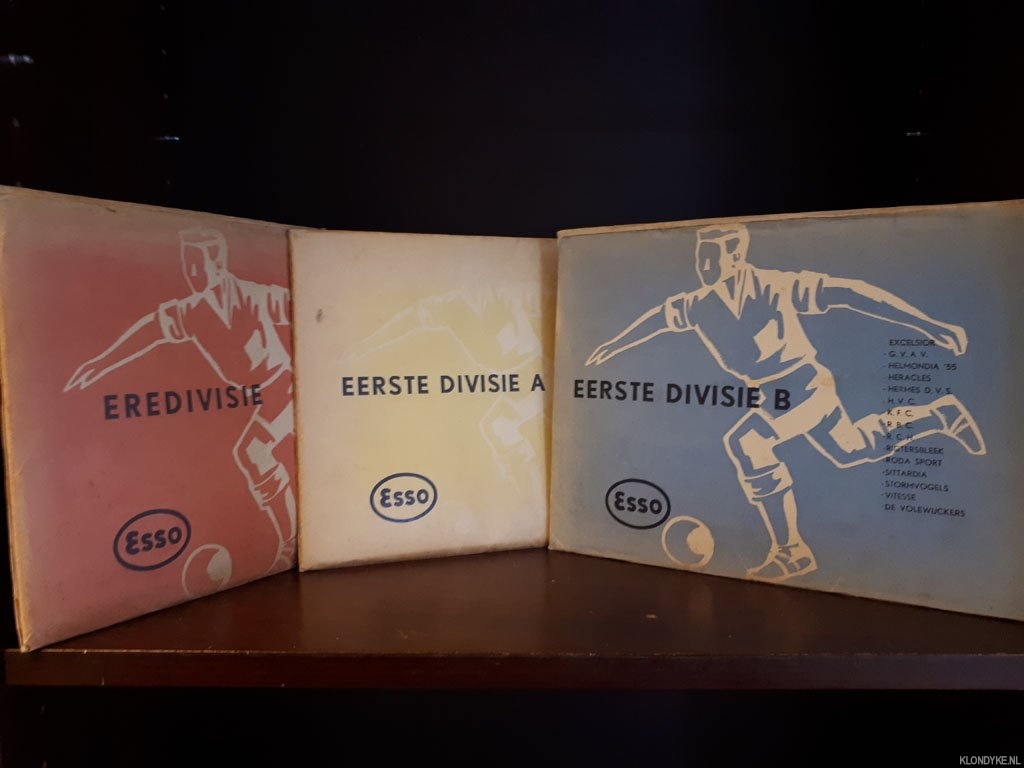 EREDIVISIE
Esso
EERSTE DIVISIE A
Esso
EERSTE DIVISIE B
Esso
EXCELSIOR
· G. V. A. V.
· HELMONDIA '55
· HERACLES
· HERMES D. V. S.
· H. V. C.
· K. F. C.
· R. B. C.
· R. C. H.
· RIGTERSBLEEK
· RODA SPORT
· SITTARDIA
· STORMVOGELS
· VITESSE
DE VOLEWIJCKERS
KLONDYKE.NL